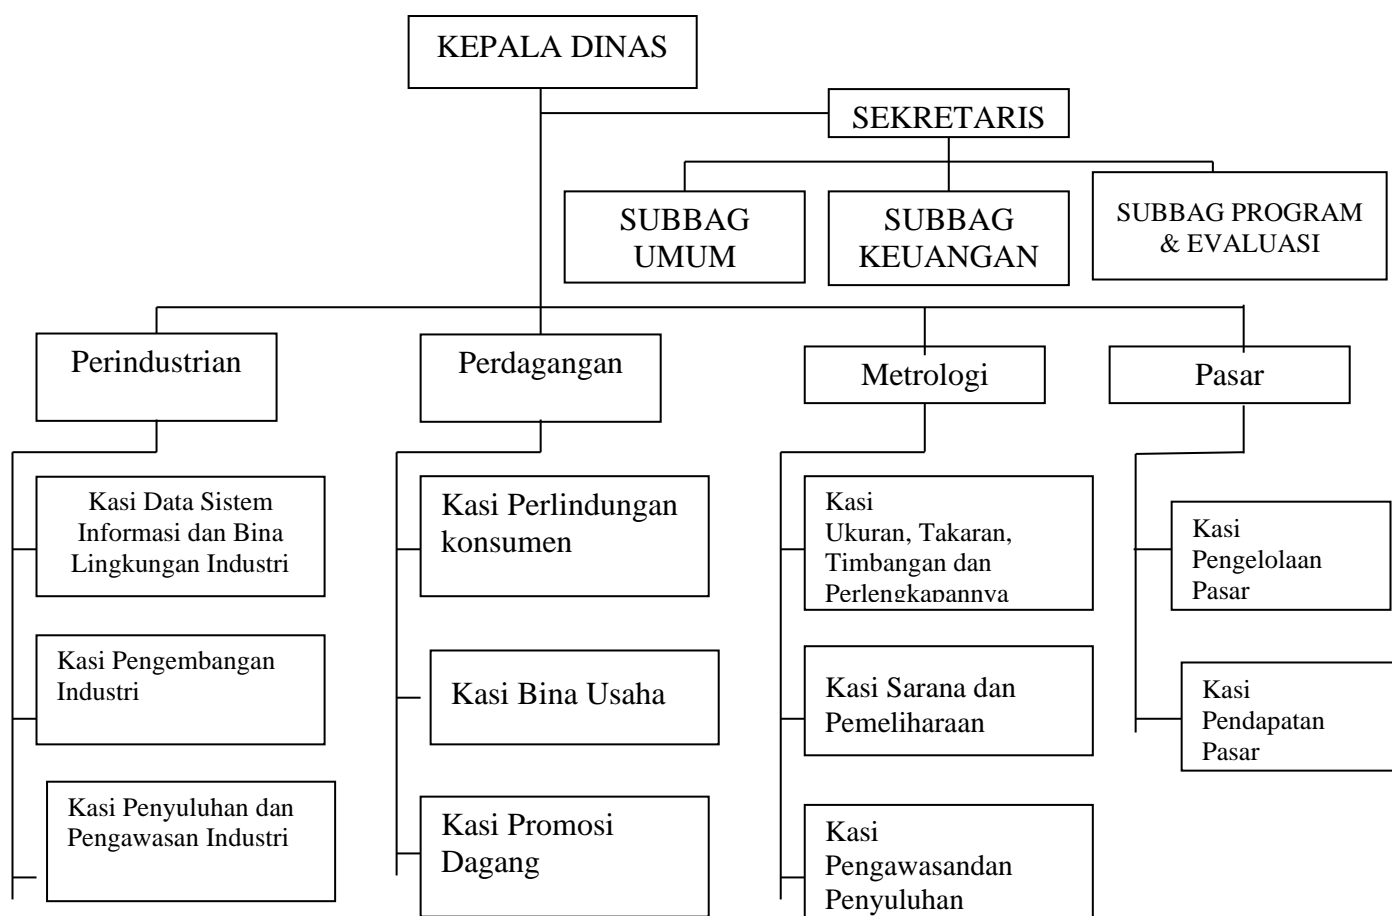 KEPALA DINAS
SEKRETARIS
SUBBAG
UMUM
SUBBAG
KEUANGAN
SUBBAG PROGRAM
& EVALUASI
Perindustrian
Perdagangan
Metrologi
Pasar
Kasi Data Sistem
Informasi dan Bina
Lingkungan Industri
Kasi Pengembangan
Industri
Kasi Penyuluhan dan
Pengawasan Industri
Kasi Perlindungan
konsumen
Kasi Bina Usaha
Kasi Promosi
Dagang
Kasi
Ukuran, Takaran,
Timbangan dan
Perlengkapannya
Kasi Sarana dan
Pemeliharaan
Kasi
Pengawasandan
Penyuluhan
Kasi
Pengelolaan
Pasar
Kasi
Pendapatan
Pasar